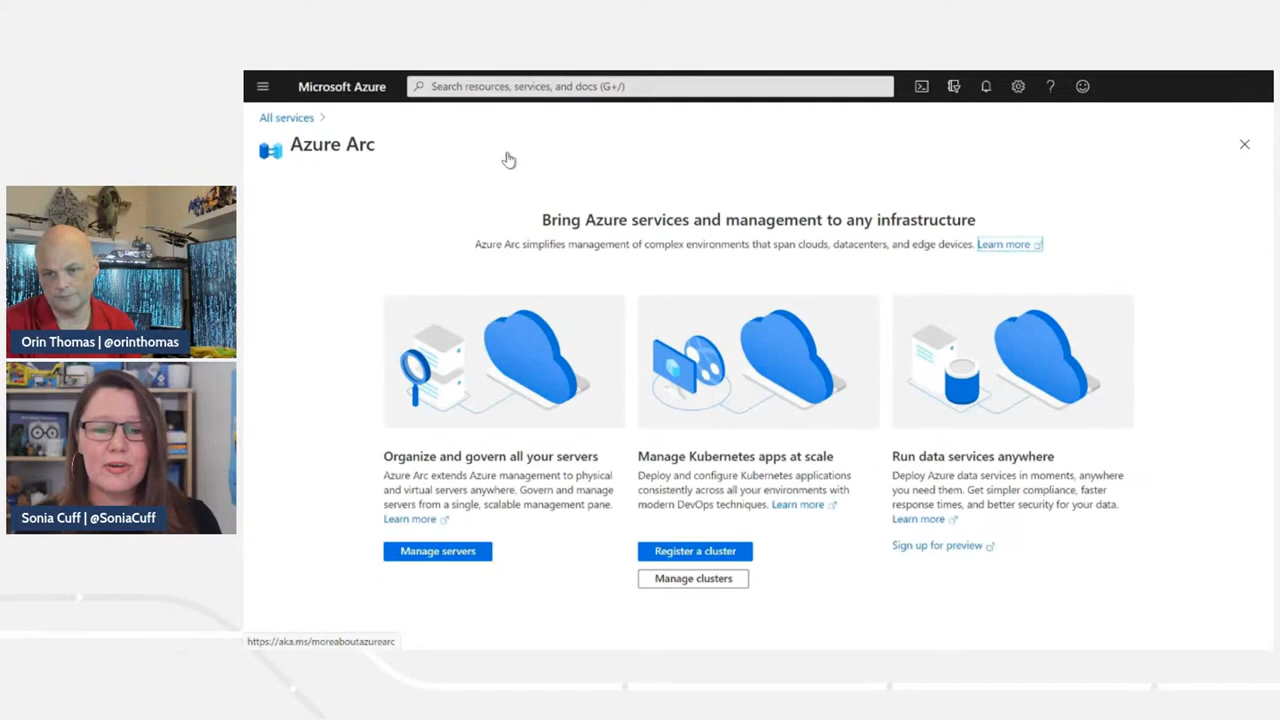 Microsoft Azure
Search resources, services, and docs (G+/)
All services >
Azure Arc
Bring Azure services and management to any infrastructure
Azure Arc simplifies management of complex environments that span clouds, datacenters, and edge devices. Learn more
Organize and govern all your servers
Azure Arc extends Azure management to physical
and virtual servers anywhere. Govern and manage
servers from a single, scalable management pane.
Learn more
Manage servers
Manage Kubernetes apps at scale
Deploy and configure Kubernetes applications
consistently across all your environments with
modern DevOps techniques. Learn more
Register a cluster
Manage clusters
Run data services anywhere
Deploy Azure data services in moments, anywhere
you need them. Get simpler compliance, faster
response times, and better security for your data.
Learn more
Sign up for preview
https://aka.ms/moreaboutazurearc
Orin Thomas | @orinthomas
Sonia Cuff | @SoniaCuff